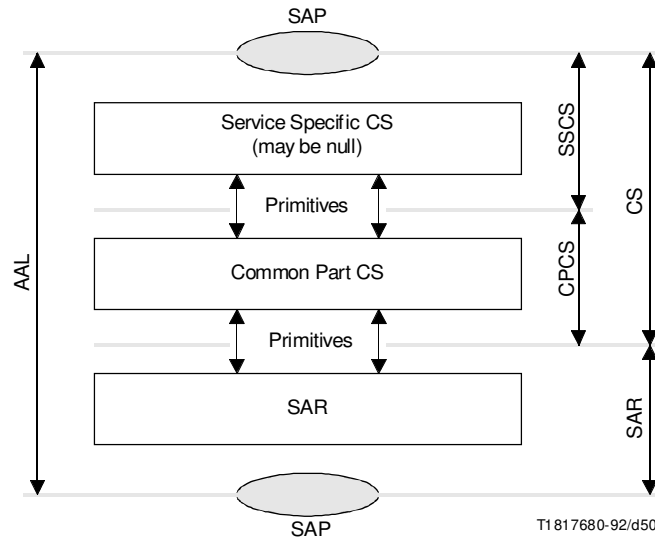 SAP
Service Specific CS
(may be null)
SSCS
CS
Primitives
AAL
Common Part CS
CPCS
Primitives
SAR
SAR
SAP
T1817680-92/d50